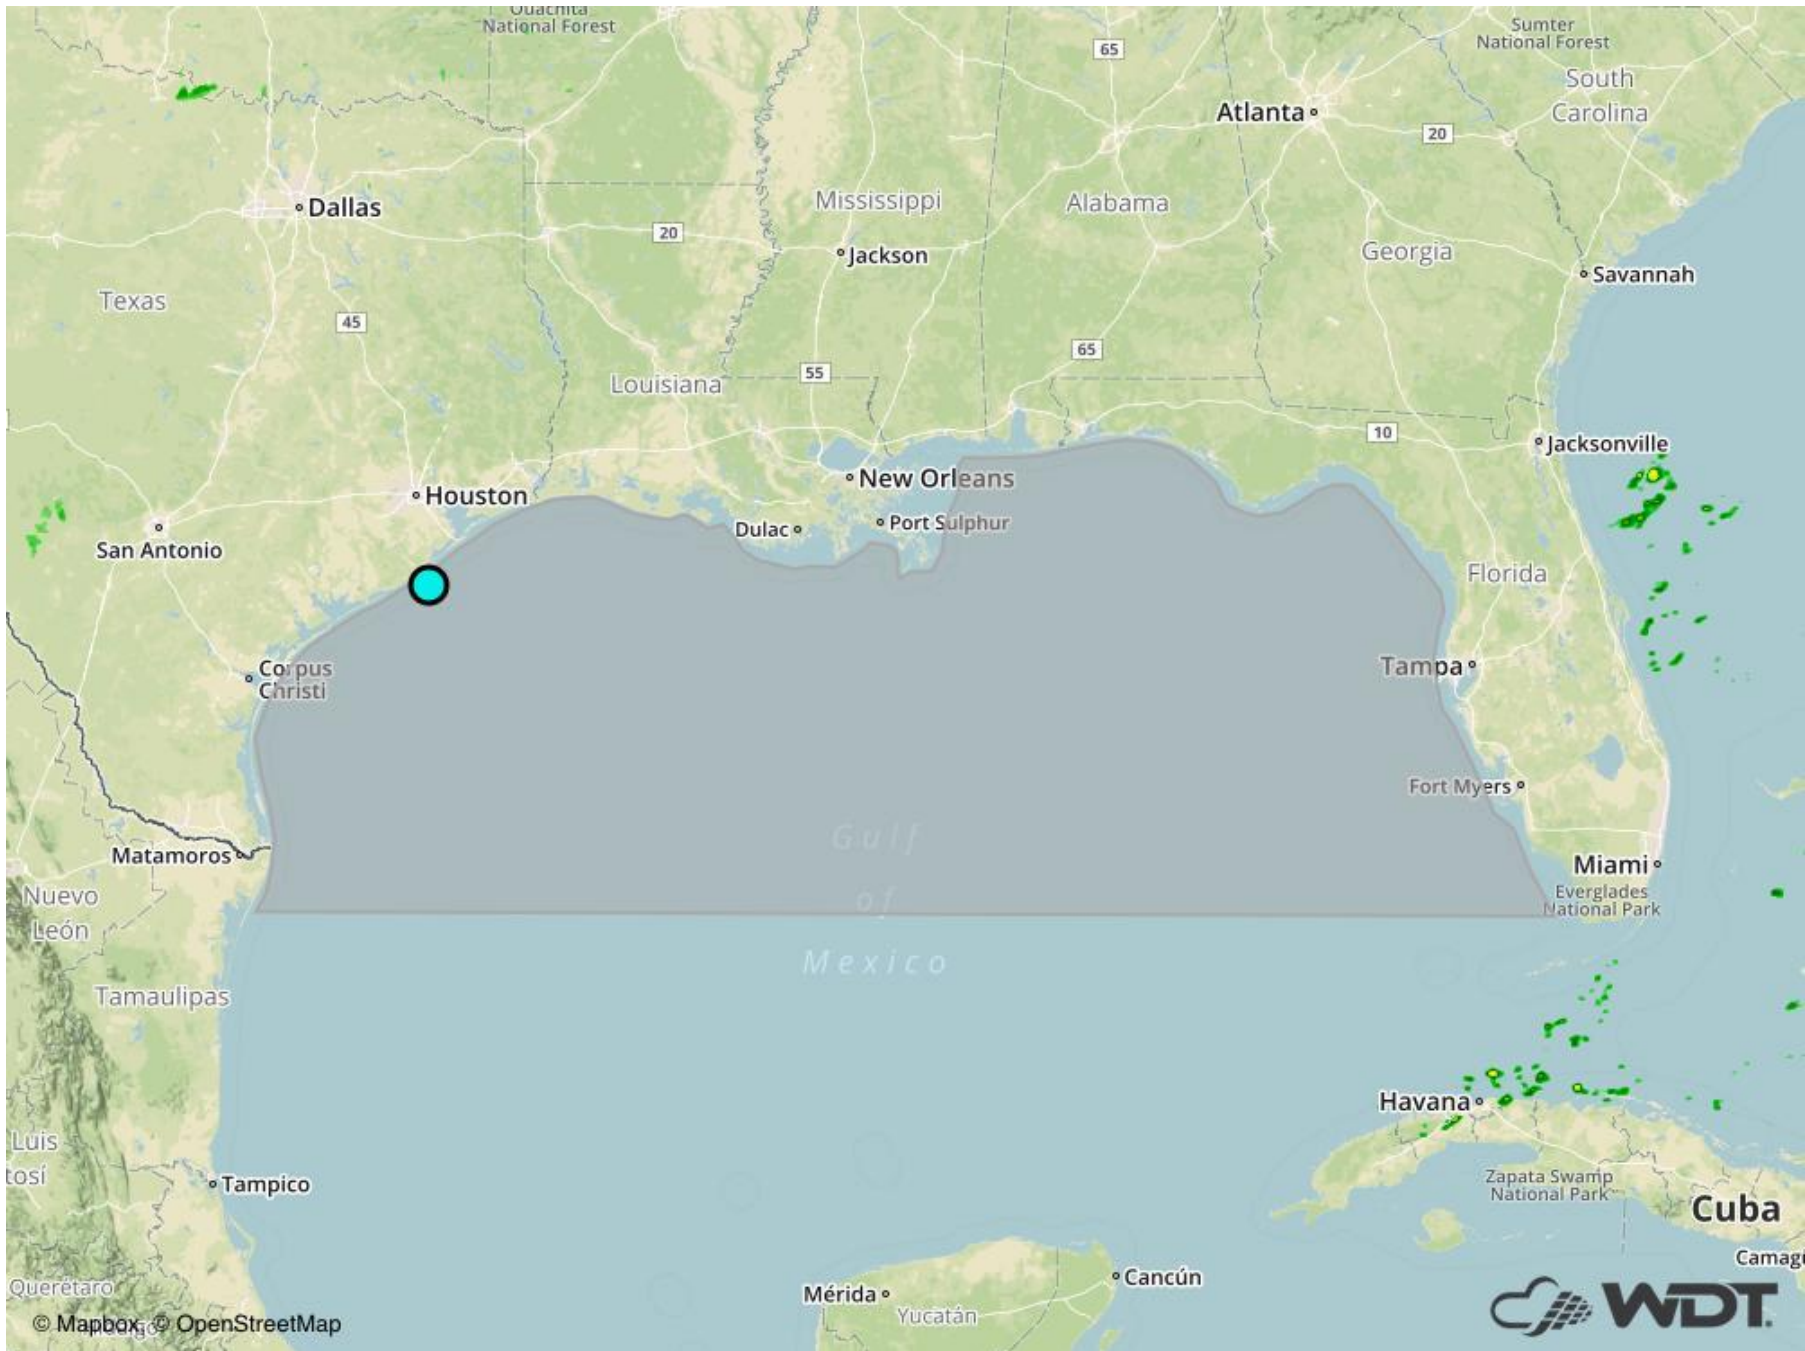 Ouachita
National Forest
65
Sumter
National Forest
South
Carolina
Atlanta
20
Dallas
Mississippi
Alabama
20
Jackson
Georgia
Savannah
Texas
45
65
Louisiana
55
10
Jacksonville
New Orleans
Houston
Port Sulphur
Dulac
San Antonio
Florida
Corpus
Christi
Tampa
Fort Myers
Gulf
of
Mexico
Matamoros
Miami
Everglades
National Park
Nuevo
León
Tamaulipas
Havana
Luis
tosí
Tampico
Zapata Swamp
National Park
Cuba
Camag
Cancún
Querétaro
Mérida
Yucatán
© Mapbox, © OpenStreetMap
Hidalgo
WDT